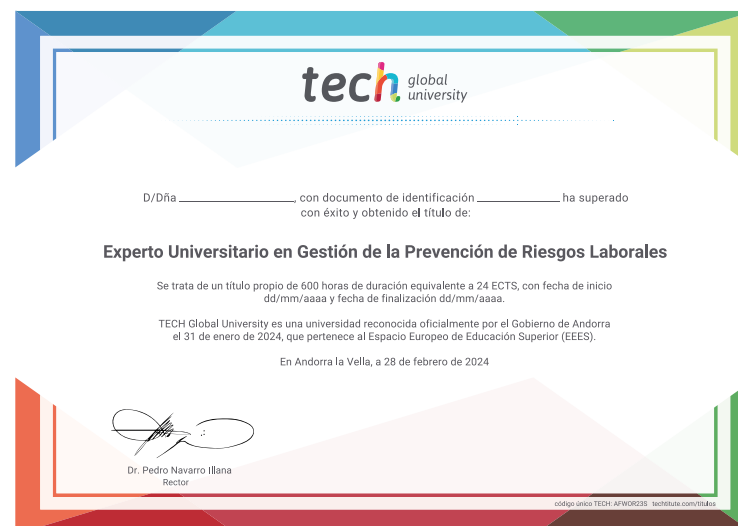 tech global university
D/Dña ________________, con documento de identificación ____________ ha superado
con éxito y obtenido el título de:
Experto Universitario en Gestión de la Prevención de Riesgos Laborales
Se trata de un título propio de 600 horas de duración equivalente a 24 ECTS, con fecha de inicio
dd/mm/aaaa y fecha de finalización dd/mm/aaaa.
TECH Global University es una universidad reconocida oficialmente por el Gobierno de Andorra
el 31 de enero de 2024, que pertenece al Espacio Europeo de Educación Superior (EEES).
En Andorra la Vella, a 28 de febrero de 2024
Dr. Pedro Navarro Illana
Rector
código único TECH: AFWOR23S techtitute.com/titulos